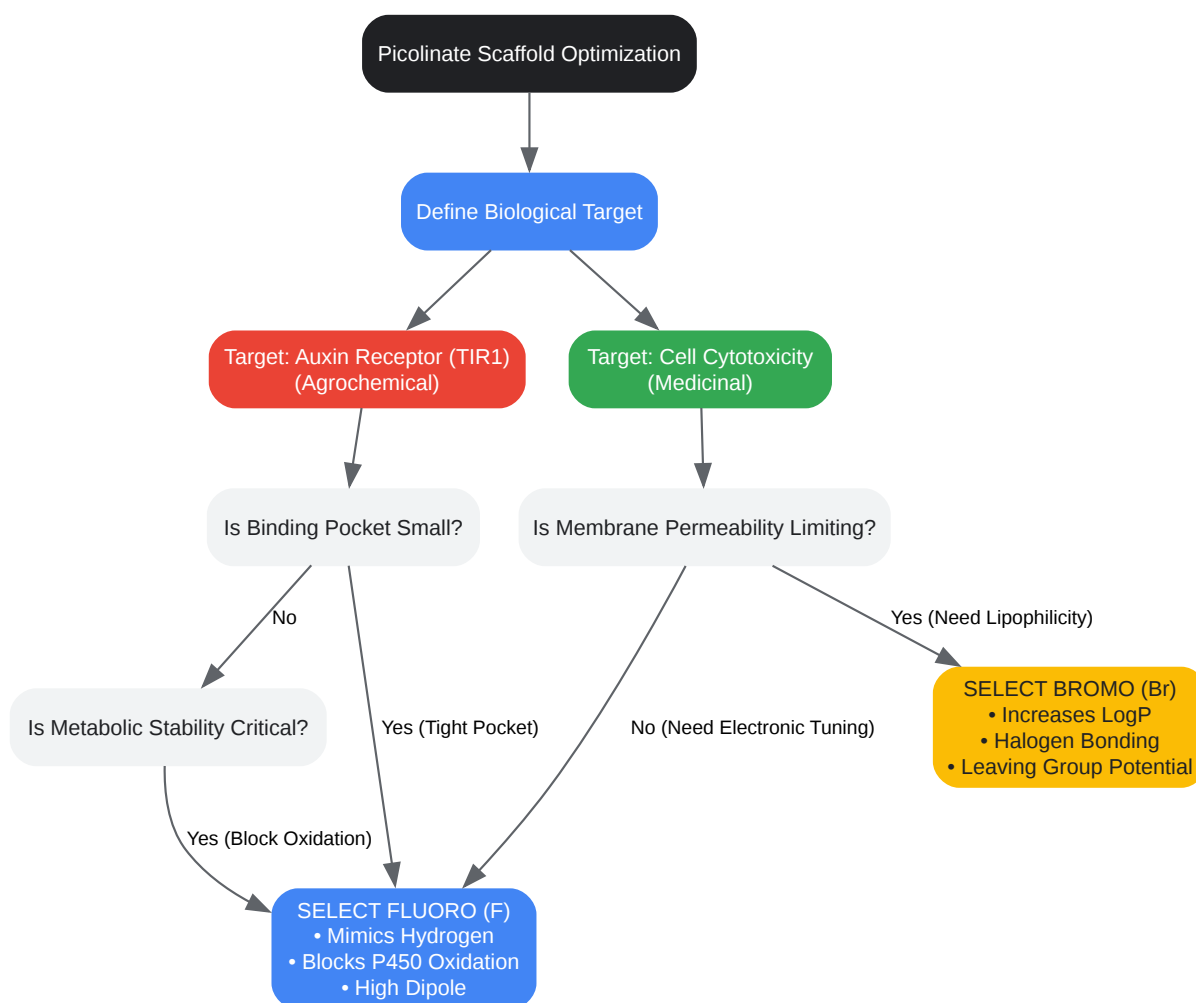 Picolinate Scaffold Optimization
Define Biological Target
Target: Auxin Receptor (TIR1)
(Agrochemical)
Target: Cell Cytotoxicity
(Medicinal)
Is Binding Pocket Small?
Is Membrane Permeability Limiting?
No
Yes (Need Lipophilicity)
Is Metabolic Stability Critical?
Yes (Tight Pocket)
No (Need Electronic Tuning)
SELECT BROMO (Br)
• Increases LogP
• Halogen Bonding
• Leaving Group Potential
Yes (Block Oxidation)
SELECT FLUORO (F)
• Mimics Hydrogen
• Blocks P450 Oxidation
• High Dipole